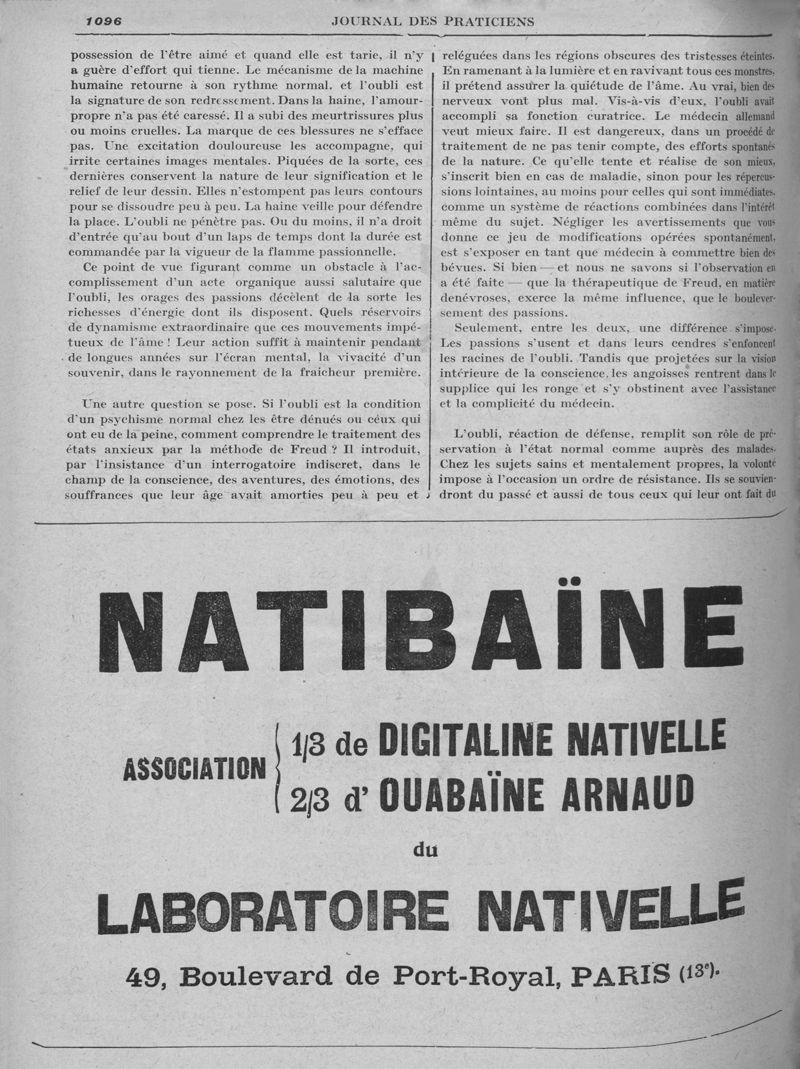 1096
JOURNAL DES PRATICIENS
possession de l'être aimé et quand elle est tarie, il n'y
a guère d'effort qui tienne. Le mécanisme de la machine
humaine retourne à son rythme normal, et l'oubli est
la signature de son redressement. Dans la haine, l'amour-
propre n'a pas été caressé. Il a subi des meurtrissures plus
ou moins cruelles. La marque de ces blessures ne s'efface
pas. Une excitation douloureuse les accompagne, qui
irrite certaines images mentales. Piquées de la sorte, ces
dernières conservent la nature de leur signification et le
relief de leur dessin. Elles n'estompent pas leurs contours
pour se dissoudre peu à peu. La haine veille pour défendre
la place. L'oubli ne pénètre pas. Ou du moins, il n'a droit
d'entrée qu'au bout d'un laps de temps dont la durée est
commandée par la vigueur de la flamme passionnelle.
Ce point de vue figurant comme un obstacle à l'ac-
complissement d'un acte organique aussi salutaire que
l'oubli, les orages des passions décèlent de la sorte les
richesses d'énergie dont ils disposent. Quels réservoirs
de dynamisme extraordinaire que ces mouvements impé-
tueux de l'âme ! Leur action suffit à maintenir pendant
de longues années sur l'écran mental, la vivacité d'un
souvenir, dans le rayonnement de la fraicheur première.
Une autre question se pose. Si l'oubli est la condition
d'un psychisme normal chez les être dénués ou céux qui
ont eu de la peine, comment comprendre le traitement des
états anxieux par la méthode de Freud ? Il introduit,
par l'insistance d'un interrogatoire indiscret, dans le
champ de la conscience, des aventures, des émotions, des
souffrances que leur âge avait amorties peu à peu et
reléguées dans les régions obscures des tristesses éteintes.
En ramenant à la lumière et en ravivant tous ces monstres,
il prétend assurer la quiétude de l'âme. Au vrai, bien des
nerveux vont plus mal. Vis-à-vis d'eux, l'oubli avait
accompli sa fonction curatrice. Le médecin allemand
veut mieux faire. Il est dangereux, dans un procédé de
traitement de ne pas tenir compte, des efforts spontanés
de la nature. Ce qu'elle tente et réalise de son mieux,
s'inscrit bien en cas de maladie, sinon pour les répercus-
sions lointaines, au moins pour celles qui sont immédiates,
comme un système de réactions combinées dans l'intérêt
même du sujet. Négliger les avertissements que vous
donne ce jeu de modifications opérées spontanément,
est s'exposer en tant que médecin à commettre bien des
bévues. Si bien — et nous ne savons si l'observation en
a été faite — que la thérapeutique de Freud, en matière
denévroses, exerce la même influence, que le boulever-
sement des passions.
Seulement, entre les deux, une différence s'impose.
Les passions s'usent et dans leurs cendres s'enfoncent
les racines de l'oubli. Tandis que projetées sur la vision
intérieure de la conscience, les angoisses rentrent dans le
supplice qui les ronge et s'y obstinent avec l'assistance
et la complicité du médecin.
L'oubli, réaction de défense, remplit son rôle de pré-
servation à l'état normal comme auprès des malades.
Chez les sujets sains et mentalement propres, la volonté
impose à l'occasion un ordre de résistance. Ils se souvien-
dront du passé et aussi de tous ceux qui leur ont fait du
NATIBAÏNE
ASSOCIATION
1/3 de DIGITALINE NATIVELLE
2/3 d' OUABAÏNE ARNAUD
du
LABORATOIRE NATIVELLE
49, Boulevard de Port-Royal, PARIS (13e).